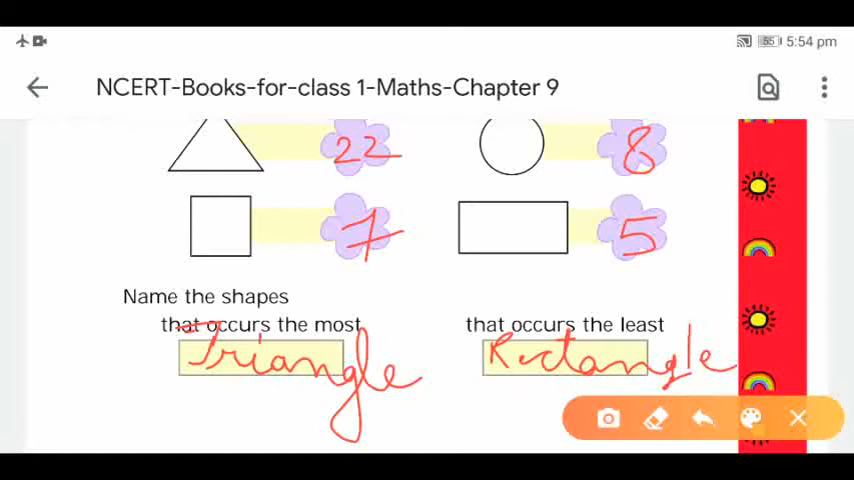 55 5:54 pm
NCERT-Books-for-class 1-Maths-Chapter 9
22 8
7 5
Name the shapes
that occurs the most that occurs the least
Triangle Rectangle